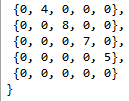 {0, 4, 0, 0, 0},
{0, 0, 8, 0, 0},
{0, 0, 0, 7, 0},
{0, 0, 0, 0, 5},
{0, 0, 0, 0, 0}
}